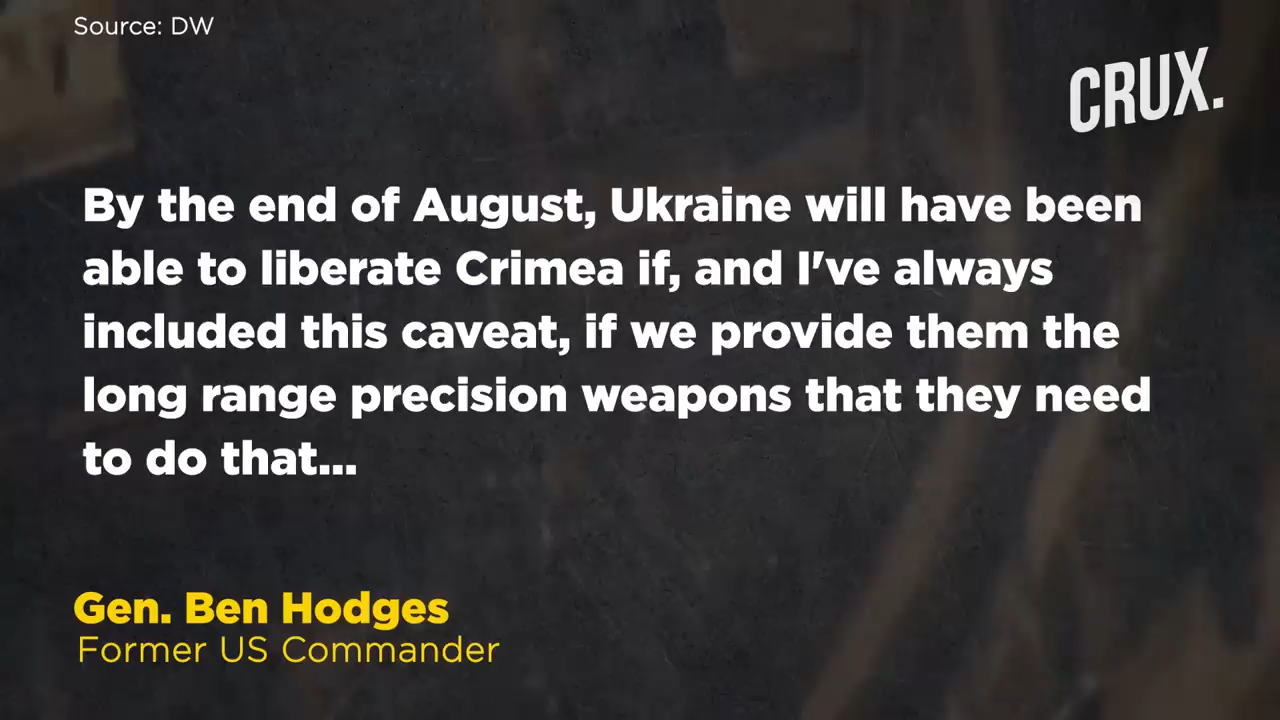 Source: DW
CRUX.
By the end of August, Ukraine will have been
able to liberate Crimea if, and I've always
included this caveat, if we provide them the
long range precision weapons that they need
to do that...
Gen. Ben Hodges
Former US Commander